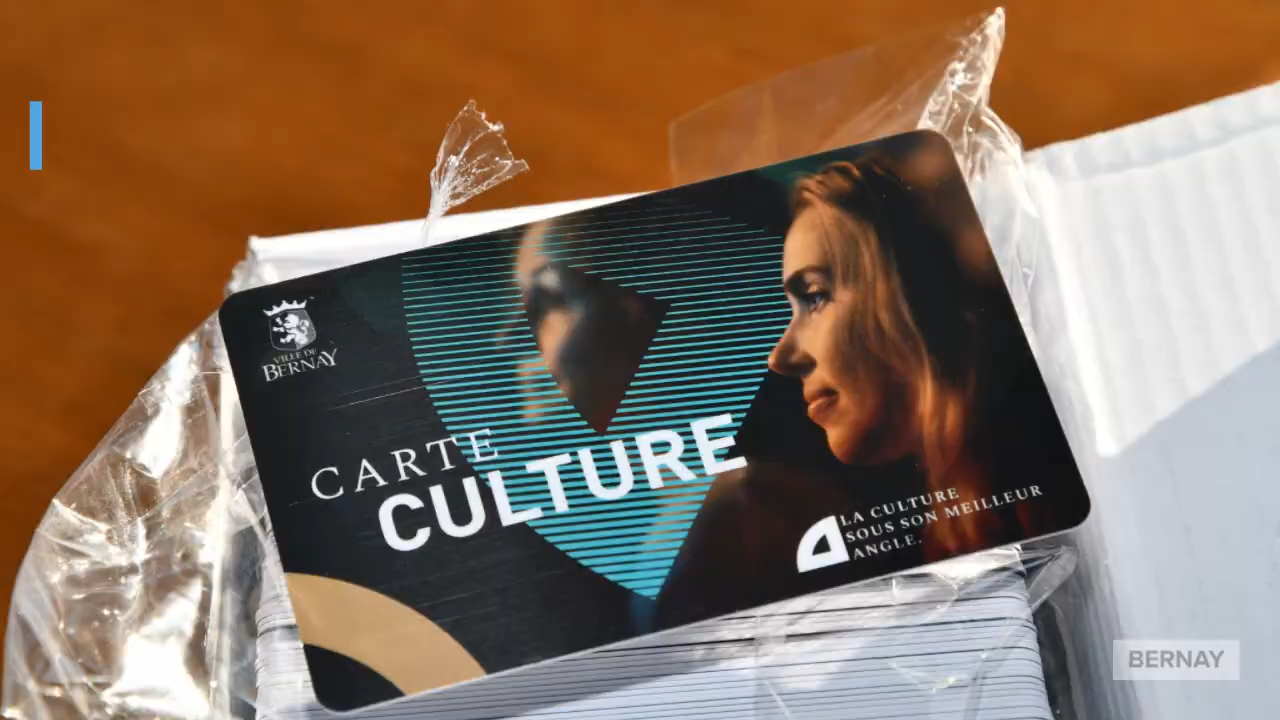 VILLE DE
BERNAY
CARTE
CULTURE
LA CULTURE
SOUS SON MEILLEUR
ANGLE.
BERNAY